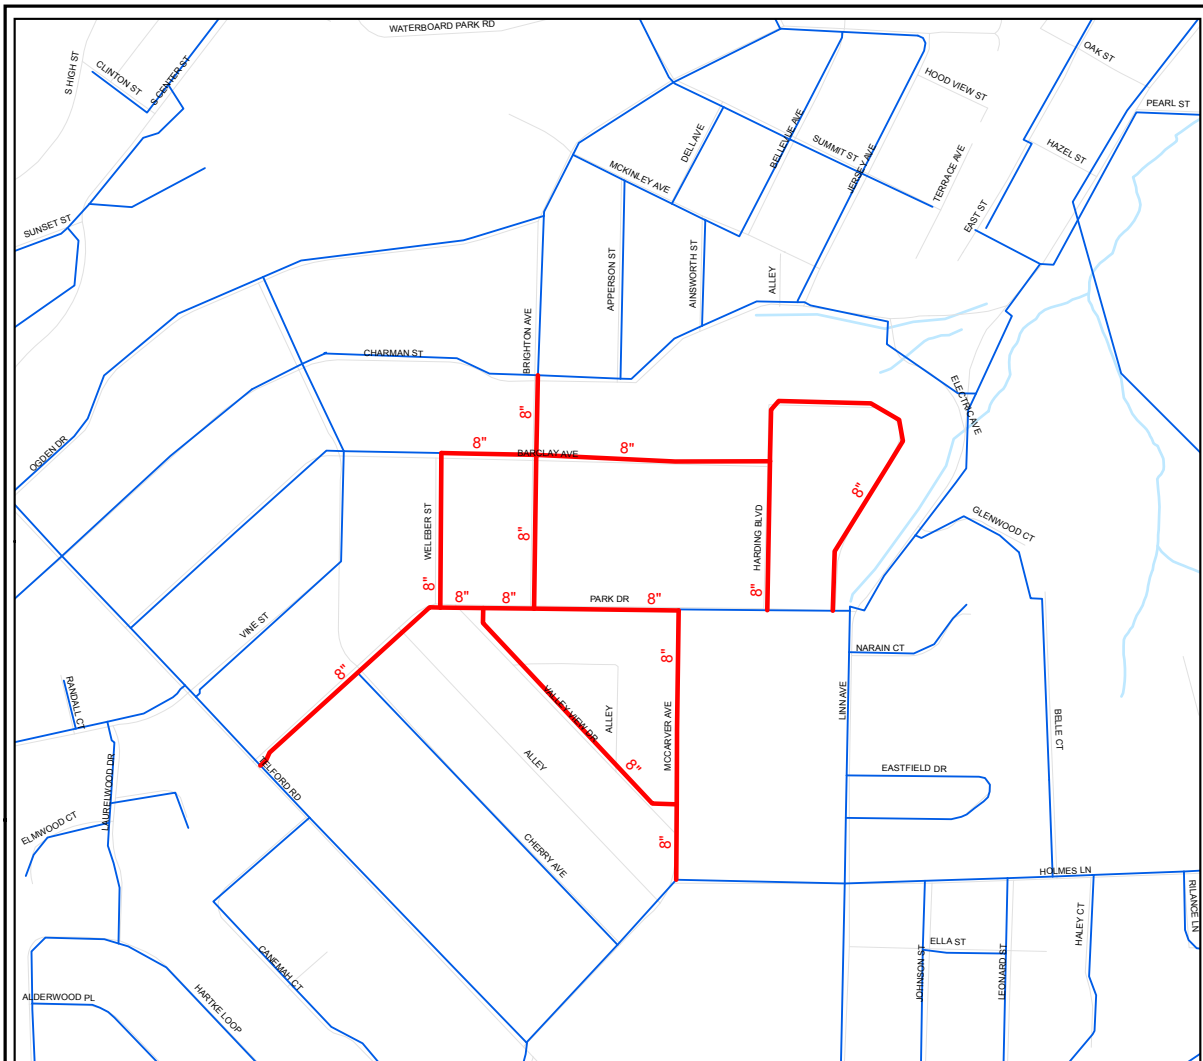 WATERBOARD PARK RD
S HIGH ST
CLINTON ST
S CENTER ST
OAK ST
HOOD VIEW ST
PEARL ST
DELL AVE
BELLEVUE AVE
SUMMIT ST
JERSEY AVE
HAZEL ST
MCKINLEY AVE
TERRACE AVE
EAST ST
SUNSET ST
APPERSON ST
AINSWORTH ST
ALLEY
BRIGHTON AVE
CHARMAN ST
ELECTRIC AVE
8"
OGDEN DR
8"
8"
BARCLAY AVE
8"
GLENWOOD CT
WELEBER ST
8"
HARDING BLVD
8"
8"
8"
8"
PARK DR
8"
8"
VINE ST
8"
8"
NARAIN CT
RANDALL CT
VALLEY VIEW DR
ALLEY
MCCARVER AVE
LINN AVE
BELLE CT
TELFORD RD
ALLEY
8"
EASTFIELD DR
LAURELWOOD DR
ELMWOOD CT
CHERRY AVE
8"
HOLMES LN
RILANCE LN
HALEY CT
ELLA ST
JOHNSON ST
LEONARD ST
CANEMAH CT
ALDERWOOD PL
HARTKE LOOP